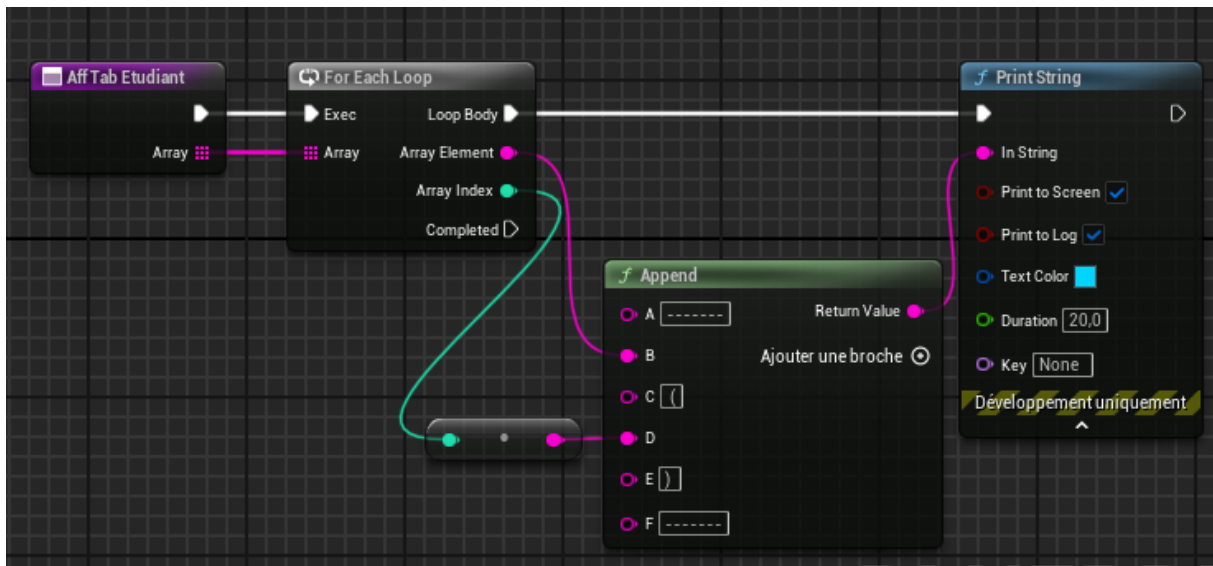 Aff Tab Etudiant
Array
For Each Loop
Exec
Loop Body
Array
Array Element
Array Index
Completed
f Append
A -------
Return Value
B
Ajouter une broche
C (
D
E )
F -------
f Print String
In String
Print to Screen
Print to Log
Text Color
Duration 20,0
Key None
Développement uniquement